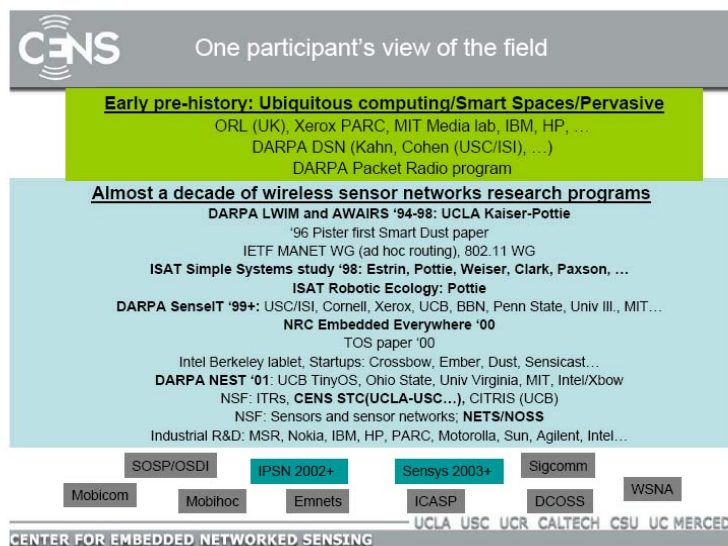 CENS
One participant's view of the field
Early pre-history: Ubiquitous computing/Smart Spaces/Pervasive
ORL (UK), Xerox PARC, MIT Media lab, IBM, HP, …
DARPA DSN (Kahn, Cohen (USC/ISI), …)
DARPA Packet Radio program
Almost a decade of wireless sensor networks research programs
DARPA LWIM and AWAIRS '94-98: UCLA Kaiser-Pottie
'96 Pister first Smart Dust paper
IETF MANET WG (ad hoc routing), 802.11 WG
ISAT Simple Systems study '98: Estrin, Pottie, Weiser, Clark, Paxson, …
ISAT Robotic Ecology: Pottie
DARPA SenseIT '99+: USC/ISI, Cornell, Xerox, UCB, BBN, Penn State, Univ Ill., MIT…
NRC Embedded Everywhere '00
TOS paper '00
Intel Berkeley lablet, Startups: Crossbow, Ember, Dust, Sensicast…
DARPA NEST '01: UCB TinyOS, Ohio State, Univ Virginia, MIT, Intel/Xbow
NSF: ITRs, CENS STC(UCLA-USC…), CITRIS (UCB)
NSF: Sensors and sensor networks; NETS/NOSS
Industrial R&D: MSR, Nokia, IBM, HP, PARC, Motorolla, Sun, Agilent, Intel…
SOSP/OSDI IPSN 2002+ Sensys 2003+ Sigcomm
Mobicom Mobihoc Emnets ICASP DCOSS WSNA
UCLA USC UCR CALTECH CSU UC MERCED
CENTER FOR EMBEDDED NETWORKED SENSING